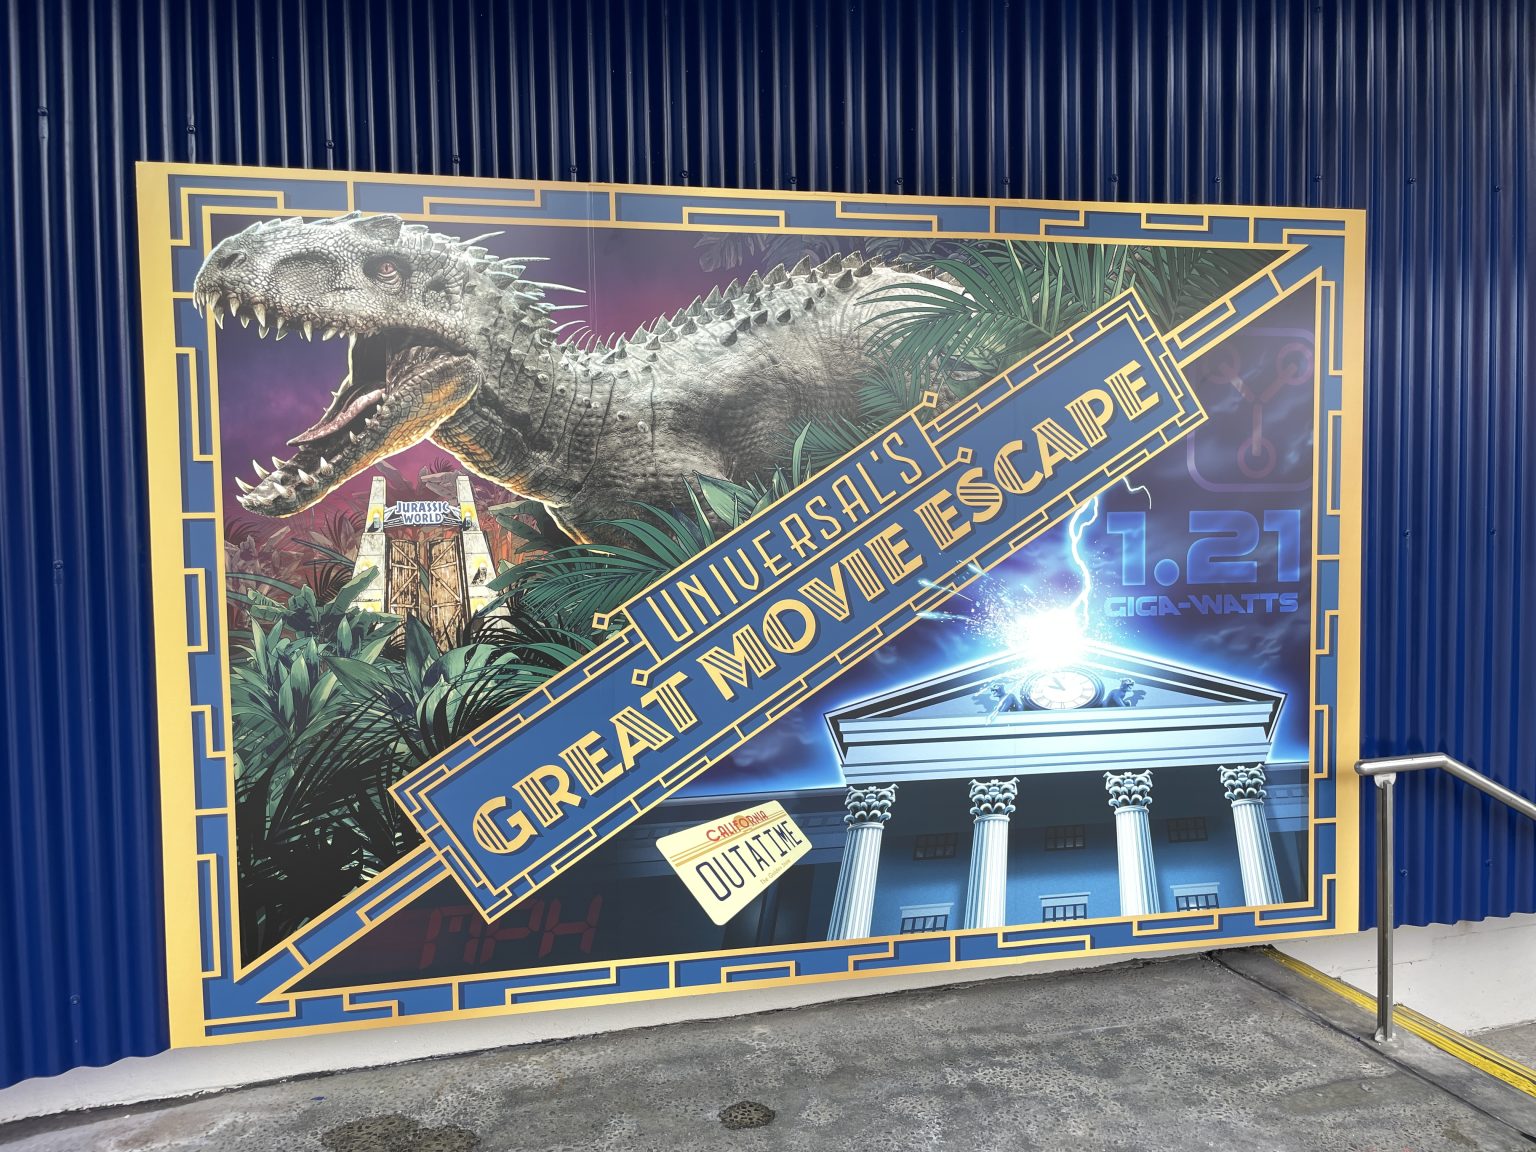 JURASSIC
WORLD
UNIVERSAL'S
GREAT MOVIE ESCAPE
1.21
GIGA-WATTS
CALIFORNIA
OUTATIME
MPH